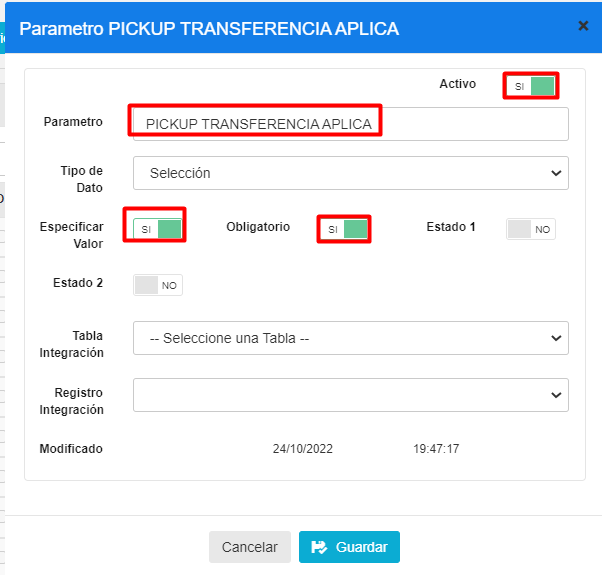 Parametro PICKUP TRANSFERENCIA APLICA
×
Activo
SI
Parametro
PICKUP TRANSFERENCIA APLICA
Tipo de
Dato
Selección
Especificar
Valor
SI
Obligatorio
SI
Estado 1
NO
Estado 2
NO
Tabla
Integración
-- Seleccione una Tabla --
Registro
Integración
Modificado
24/10/2022
19:47:17
Cancelar
Guardar